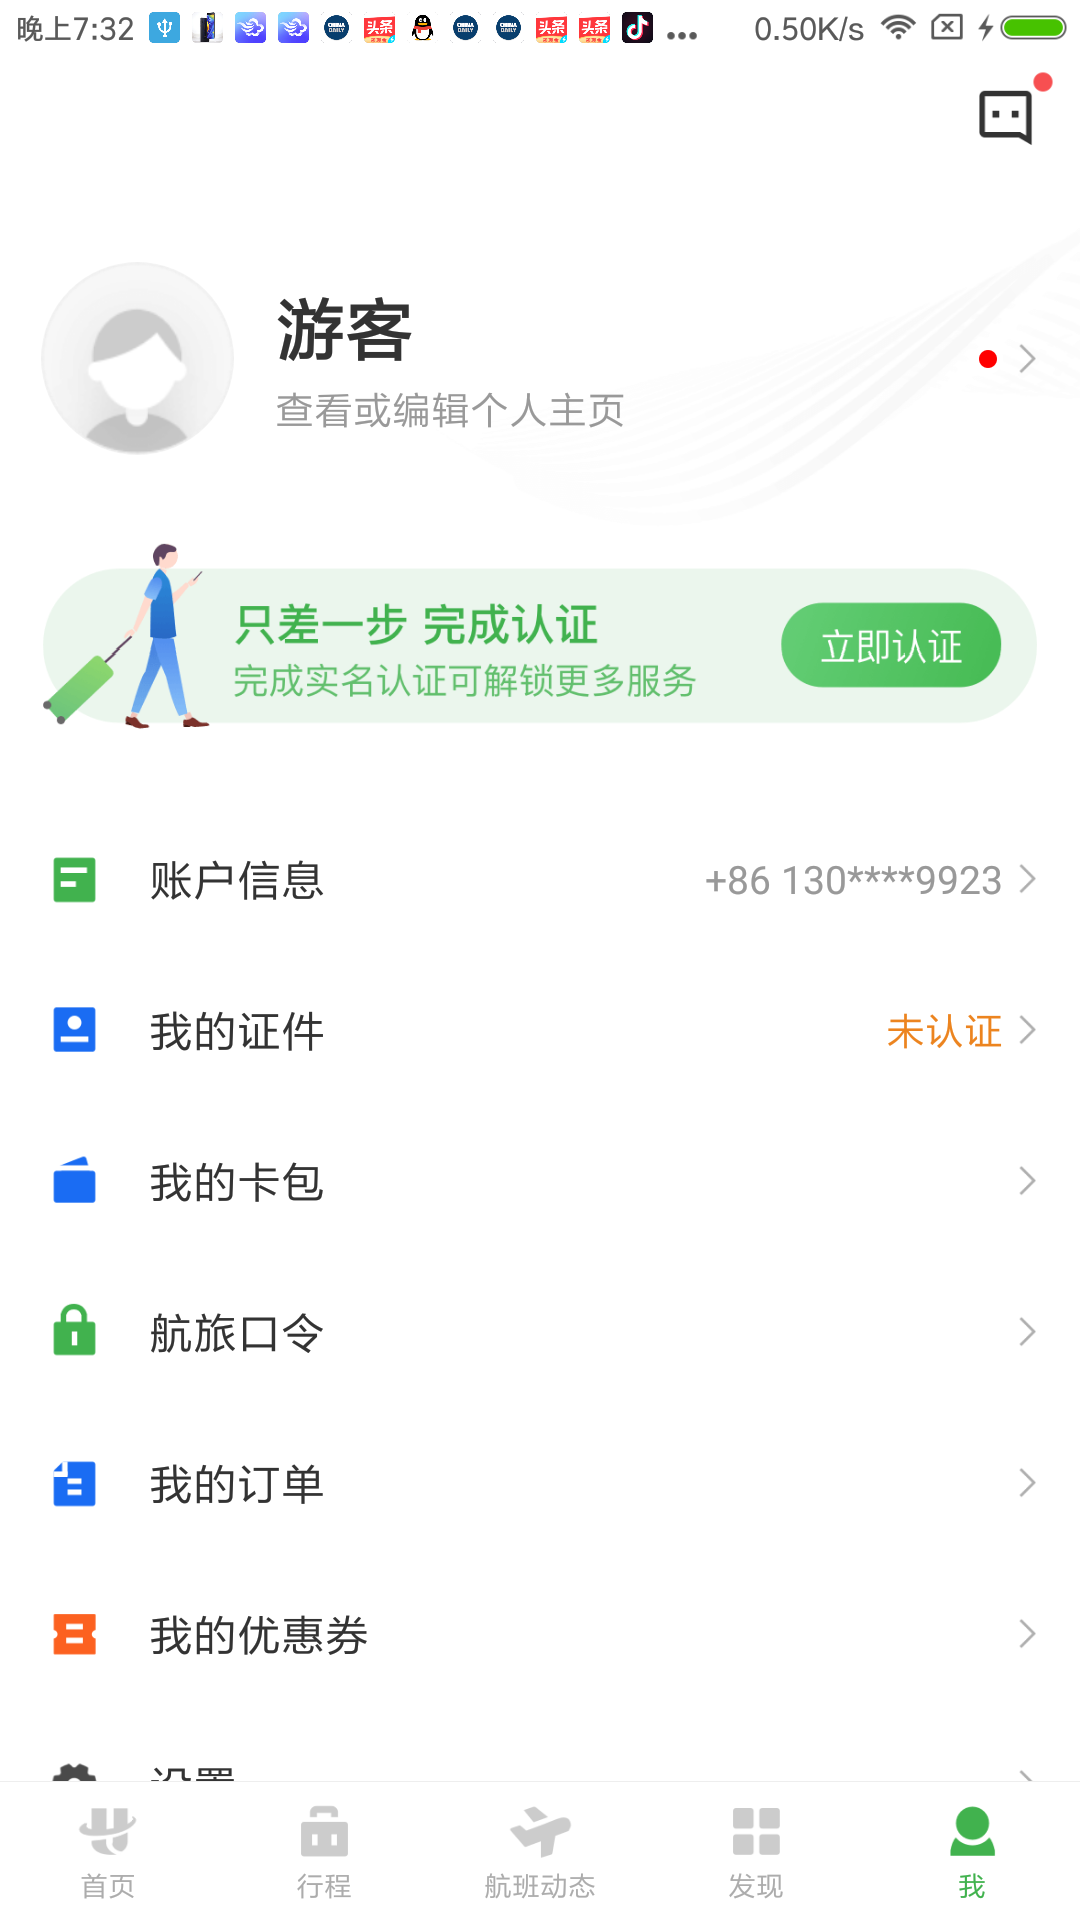 晚上7:32
0.50K/s
游客
查看或编辑个人主页
只差一步 完成认证
完成实名认证可解锁更多服务
立即认证
账户信息
+86 130****9923
我的证件
未认证
我的卡包
航旅口令
我的订单
我的优惠券
设置
首页
行程
航班动态
发现
我